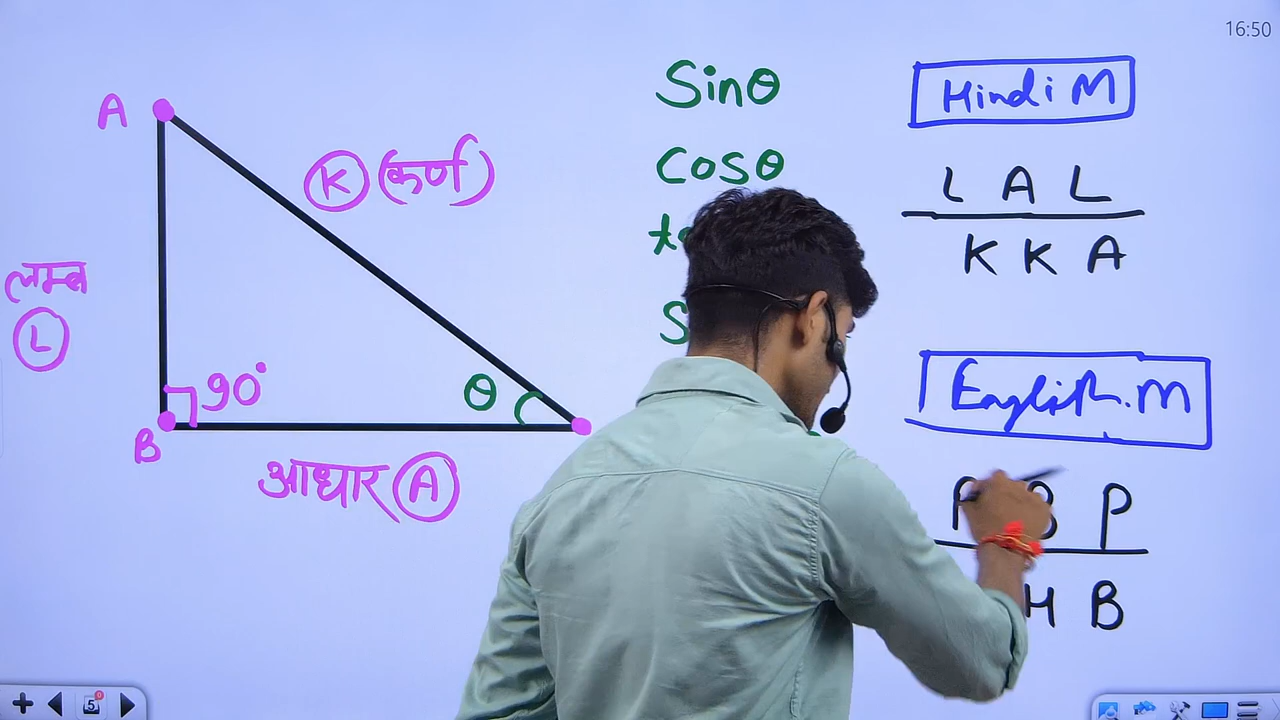 16:50
A
K (कर्ण)
लम्ब
L
90°
θ
B
आधार A
Sinθ
Cosθ
Hindi M
L A L
K K A
English.M
P B P
H B
5